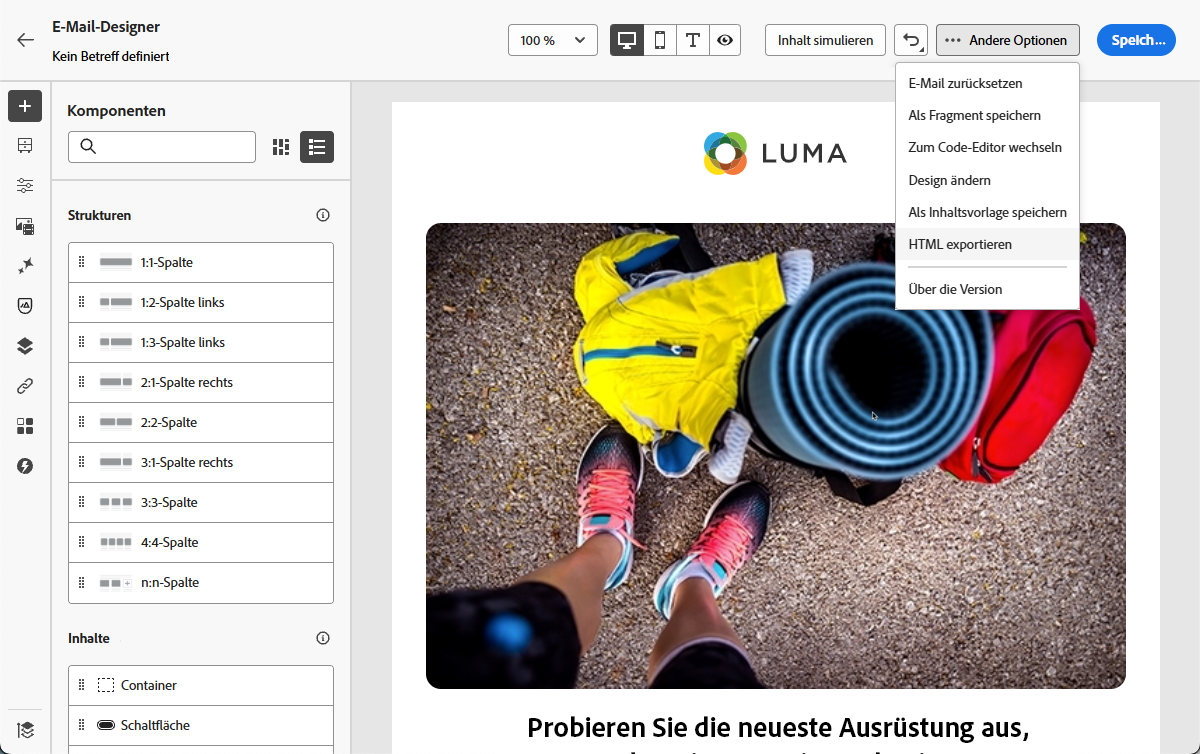 E-Mail-Designer
Kein Betreff definiert
100 %
Inhalt simulieren
Andere Optionen
Speich...
E-Mail zurücksetzen
Als Fragment speichern
Zum Code-Editor wechseln
Design ändern
Als Inhaltsvorlage speichern
HTML exportieren
Über die Version
Komponenten
Strukturen
1:1-Spalte
1:2-Spalte links
1:3-Spalte links
2:1-Spalte rechts
2:2-Spalte
3:1-Spalte rechts
3:3-Spalte
4:4-Spalte
n:n-Spalte
Inhalte
Container
Schaltfläche
LUMA
Probieren Sie die neueste Ausrüstung aus,